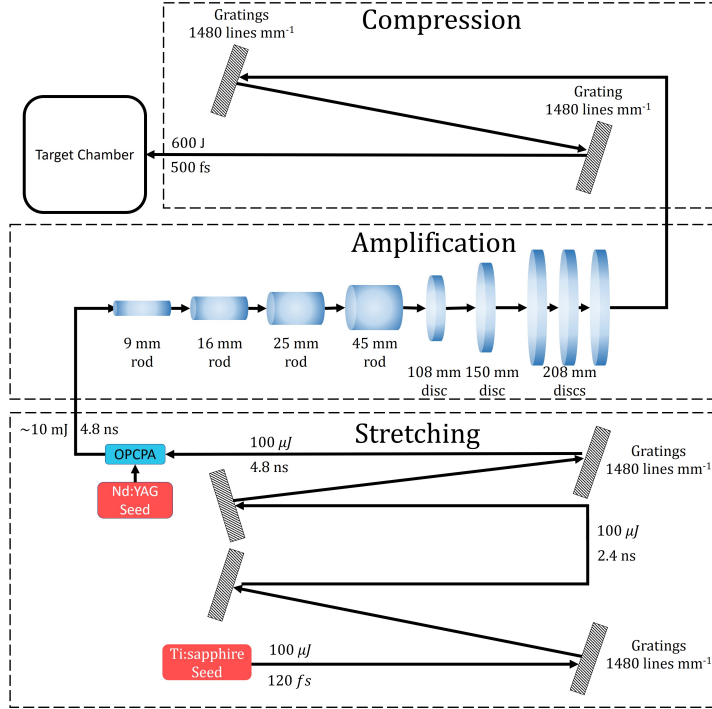 Compression
Gratings
1480 lines mm-1
Grating
1480 lines mm-1
Target Chamber
600 J
500 fs
Amplification
9 mm
rod
16 mm
rod
25 mm
rod
45 mm
rod
108 mm
disc
150 mm
disc
208 mm
discs
Stretching
~10 mJ
4.8 ns
OPCPA
Nd:YAG
Seed
100 μJ
4.8 ns
Gratings
1480 lines mm-1
100 μJ
2.4 ns
Ti:sapphire
Seed
100 μJ
120 fs
Gratings
1480 lines mm-1